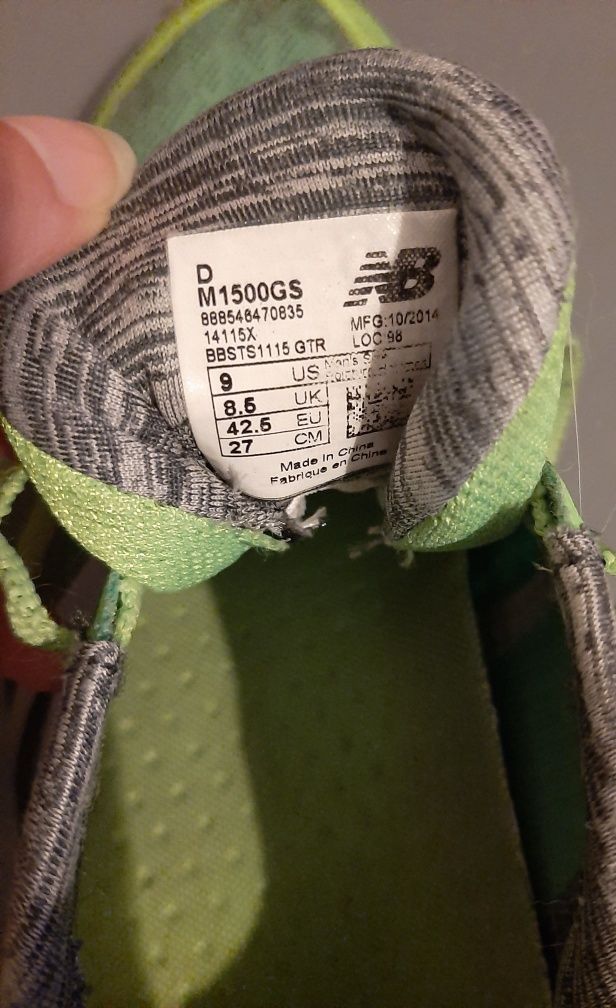 D
M1500GS
888546470835
14115X
BBSTS1115 GTR
NB
MFG:10/2014
LOC 98
9 US
8.5 UK
42.5 EU
27 CM
Made in China
Fabrique en Chine